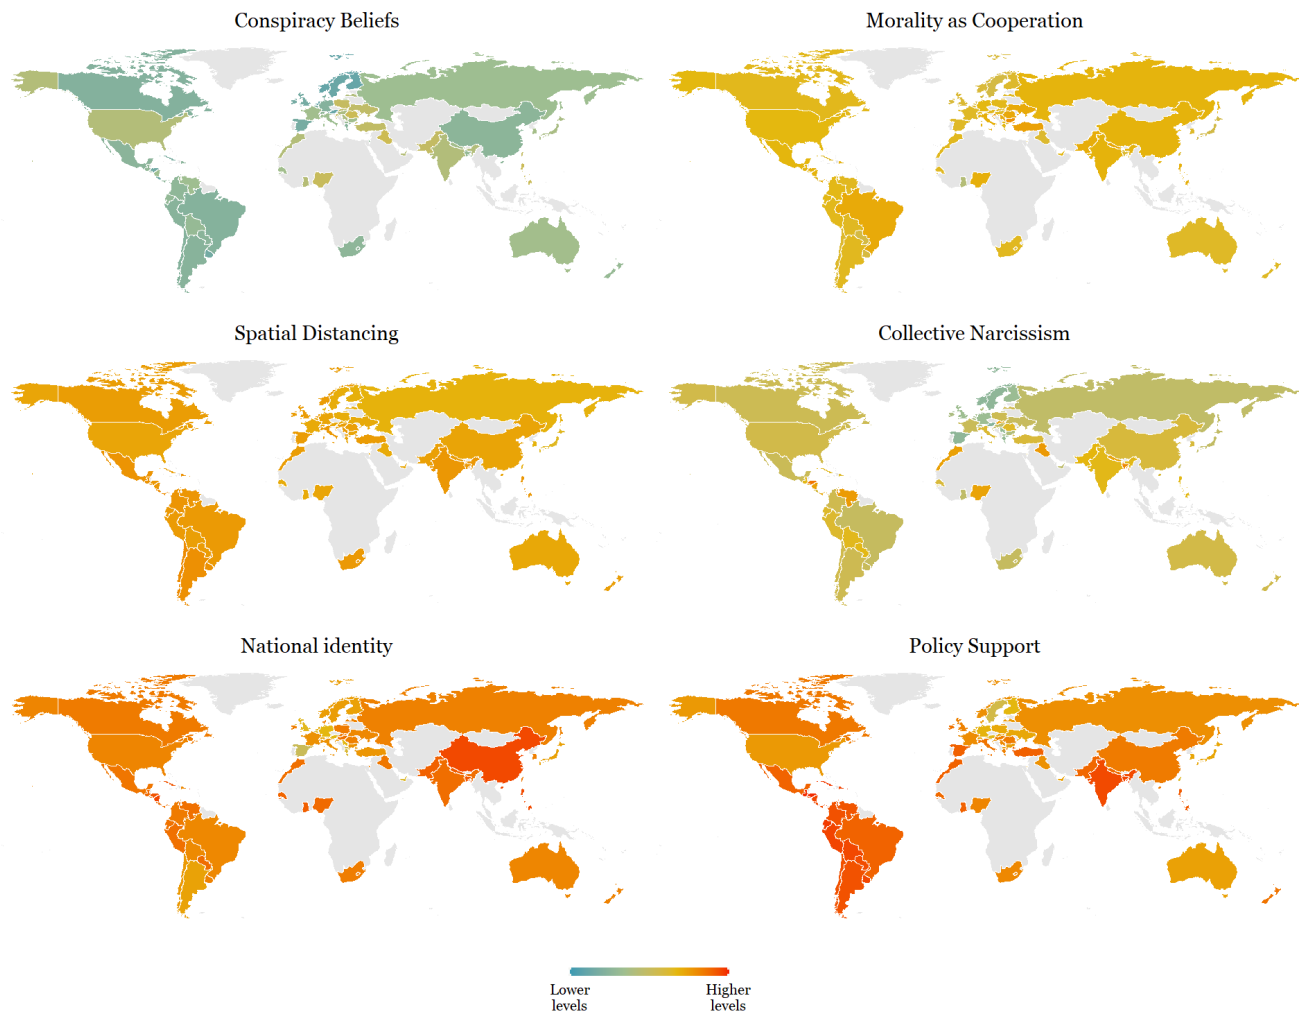 Conspiracy Beliefs
Morality as Cooperation
Spatial Distancing
Collective Narcissism
National identity
Policy Support
Lower
levels
Higher
levels